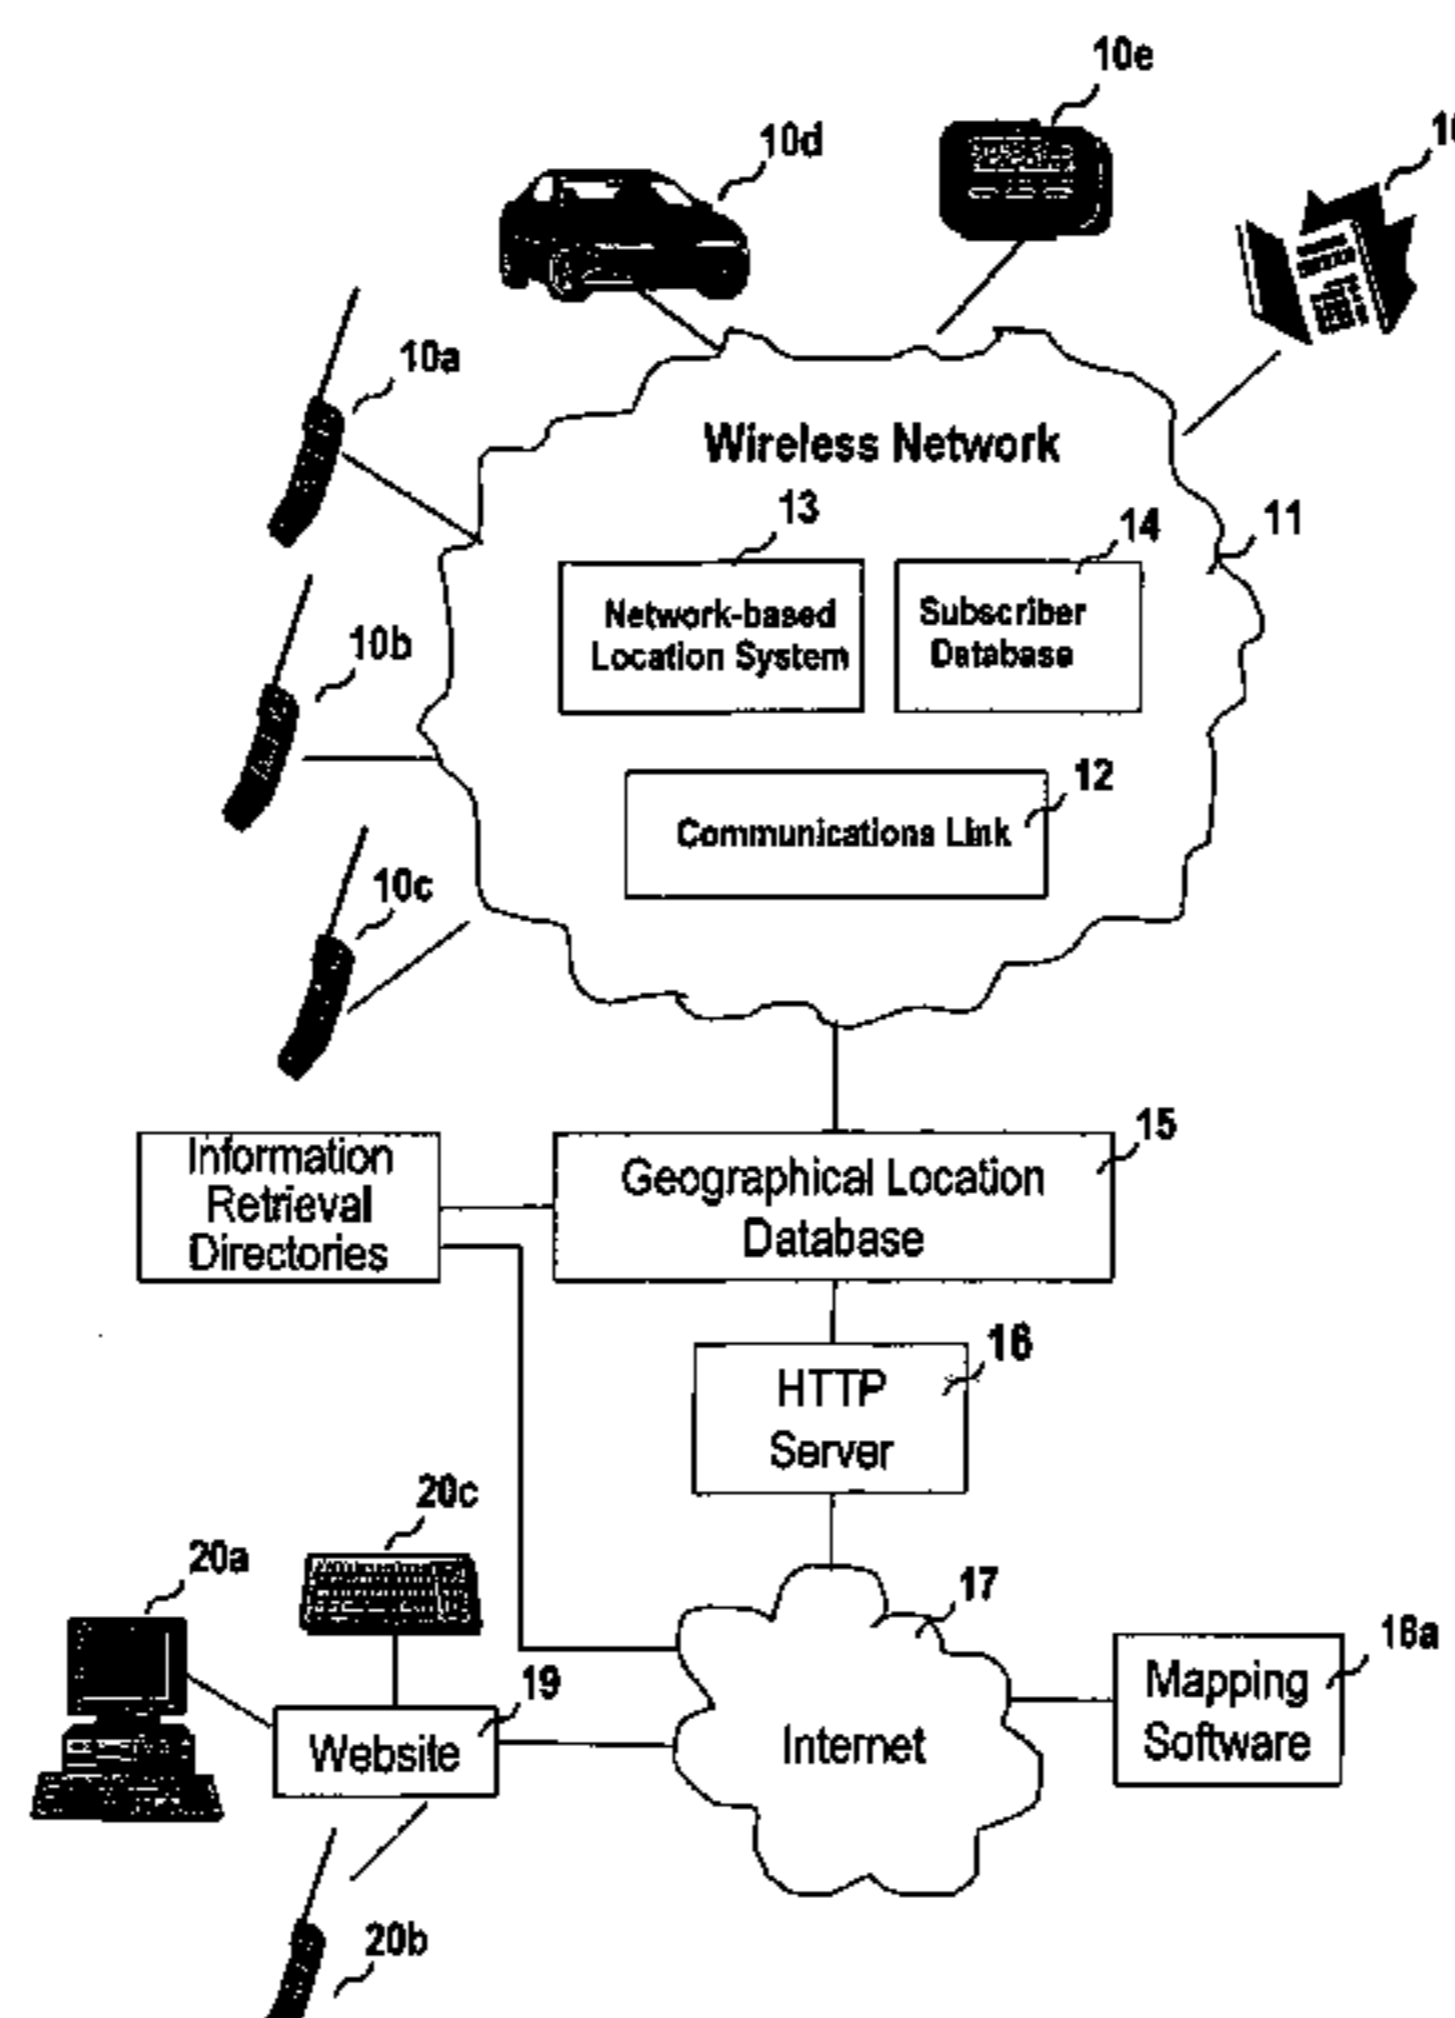 10e
10d
10a
Wireless Network
13
14
11
Network-based
Location System
Subscriber
Database
10b
12
Communications Link
10c
15
Information
Retrieval
Directories
Geographical Location
Database
16
HTTP
Server
20c
20a
17
18a
19
Mapping
Software
Website
Internet
20b